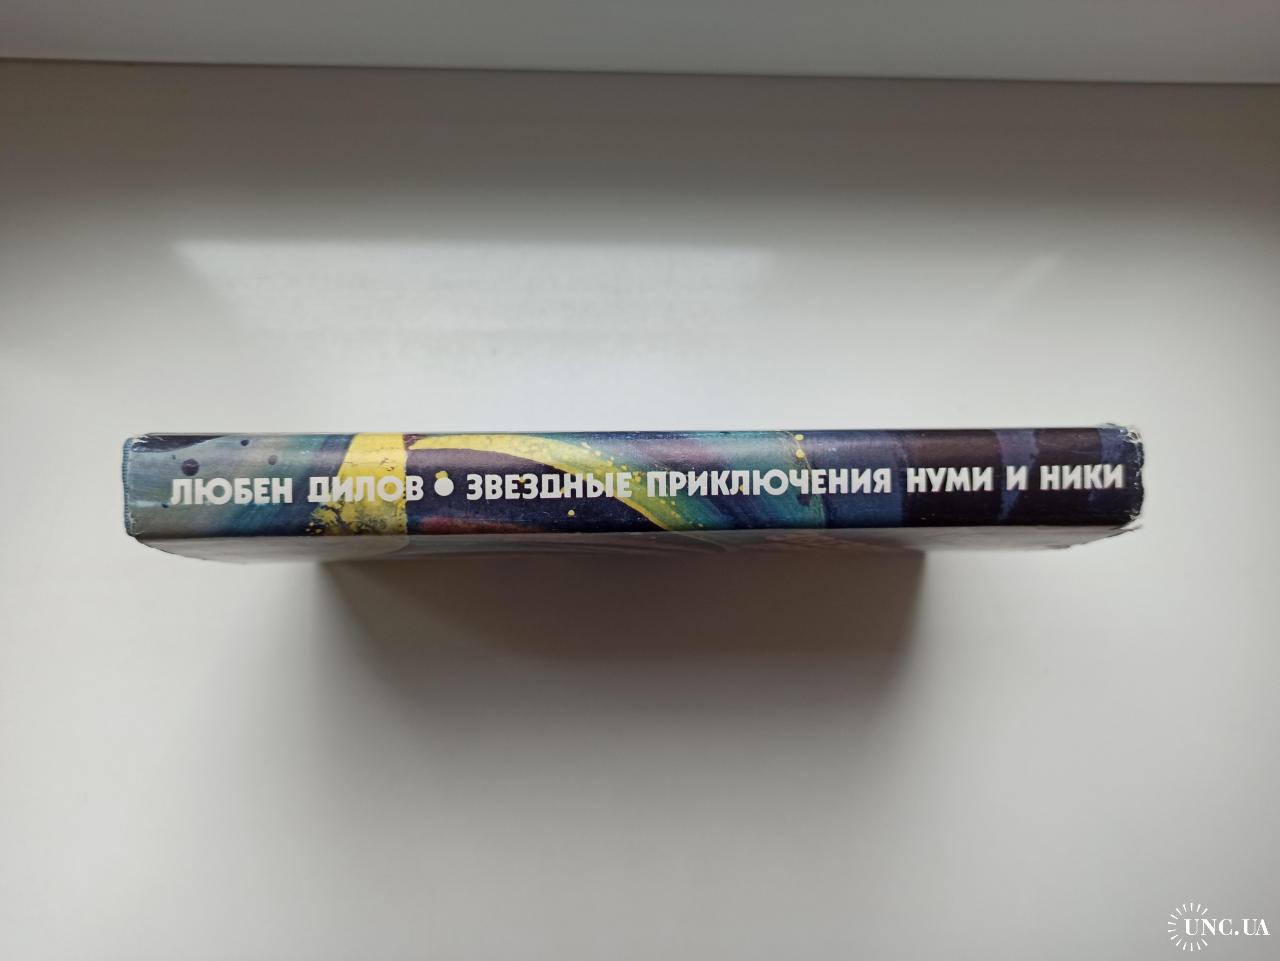 ЛЮБЕН ДИЛОВ • ЗВЕЗДНЫЕ ПРИКЛЮЧЕНИЯ НУМИ И НИКИ
UNC.UA